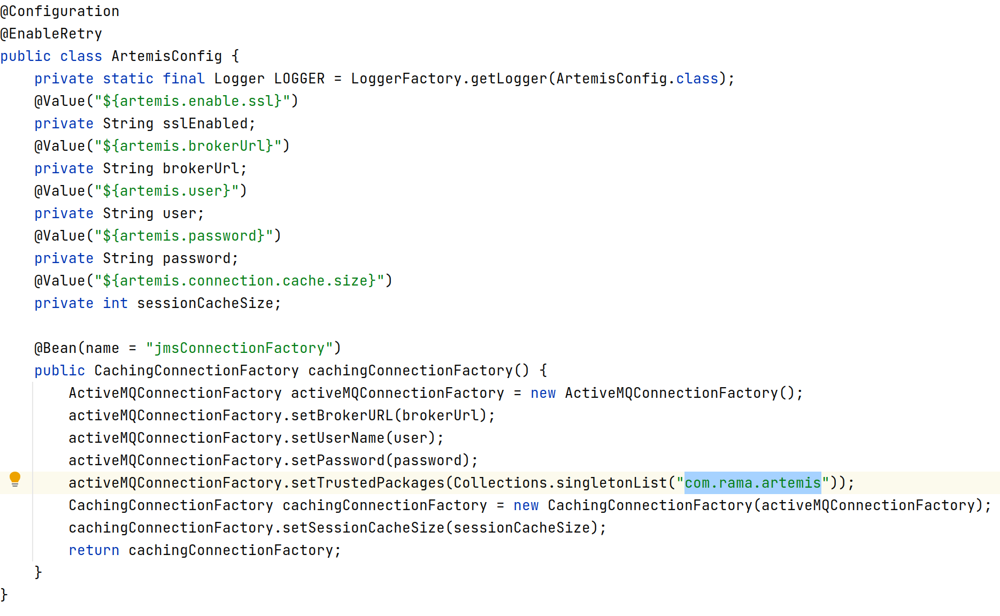 @Configuration
@EnableRetry
public class ArtemisConfig {
    private static final Logger LOGGER = LoggerFactory.getLogger(ArtemisConfig.class);
    @Value("${artemis.enable.ssl}")
    private String sslEnabled;
    @Value("${artemis.brokerUrl}")
    private String brokerUrl;
    @Value("${artemis.user}")
    private String user;
    @Value("${artemis.password}")
    private String password;
    @Value("${artemis.connection.cache.size}")
    private int sessionCacheSize;

    @Bean(name = "jmsConnectionFactory")
    public CachingConnectionFactory cachingConnectionFactory() {
        ActiveMQConnectionFactory activeMQConnectionFactory = new ActiveMQConnectionFactory();
        activeMQConnectionFactory.setBrokerURL(brokerUrl);
        activeMQConnectionFactory.setUserName(user);
        activeMQConnectionFactory.setPassword(password);
        activeMQConnectionFactory.setTrustedPackages(Collections.singletonList("com.rama.artemis"));
        CachingConnectionFactory cachingConnectionFactory = new CachingConnectionFactory(activeMQConnectionFactory);
        cachingConnectionFactory.setSessionCacheSize(sessionCacheSize);
        return cachingConnectionFactory;
    }
}